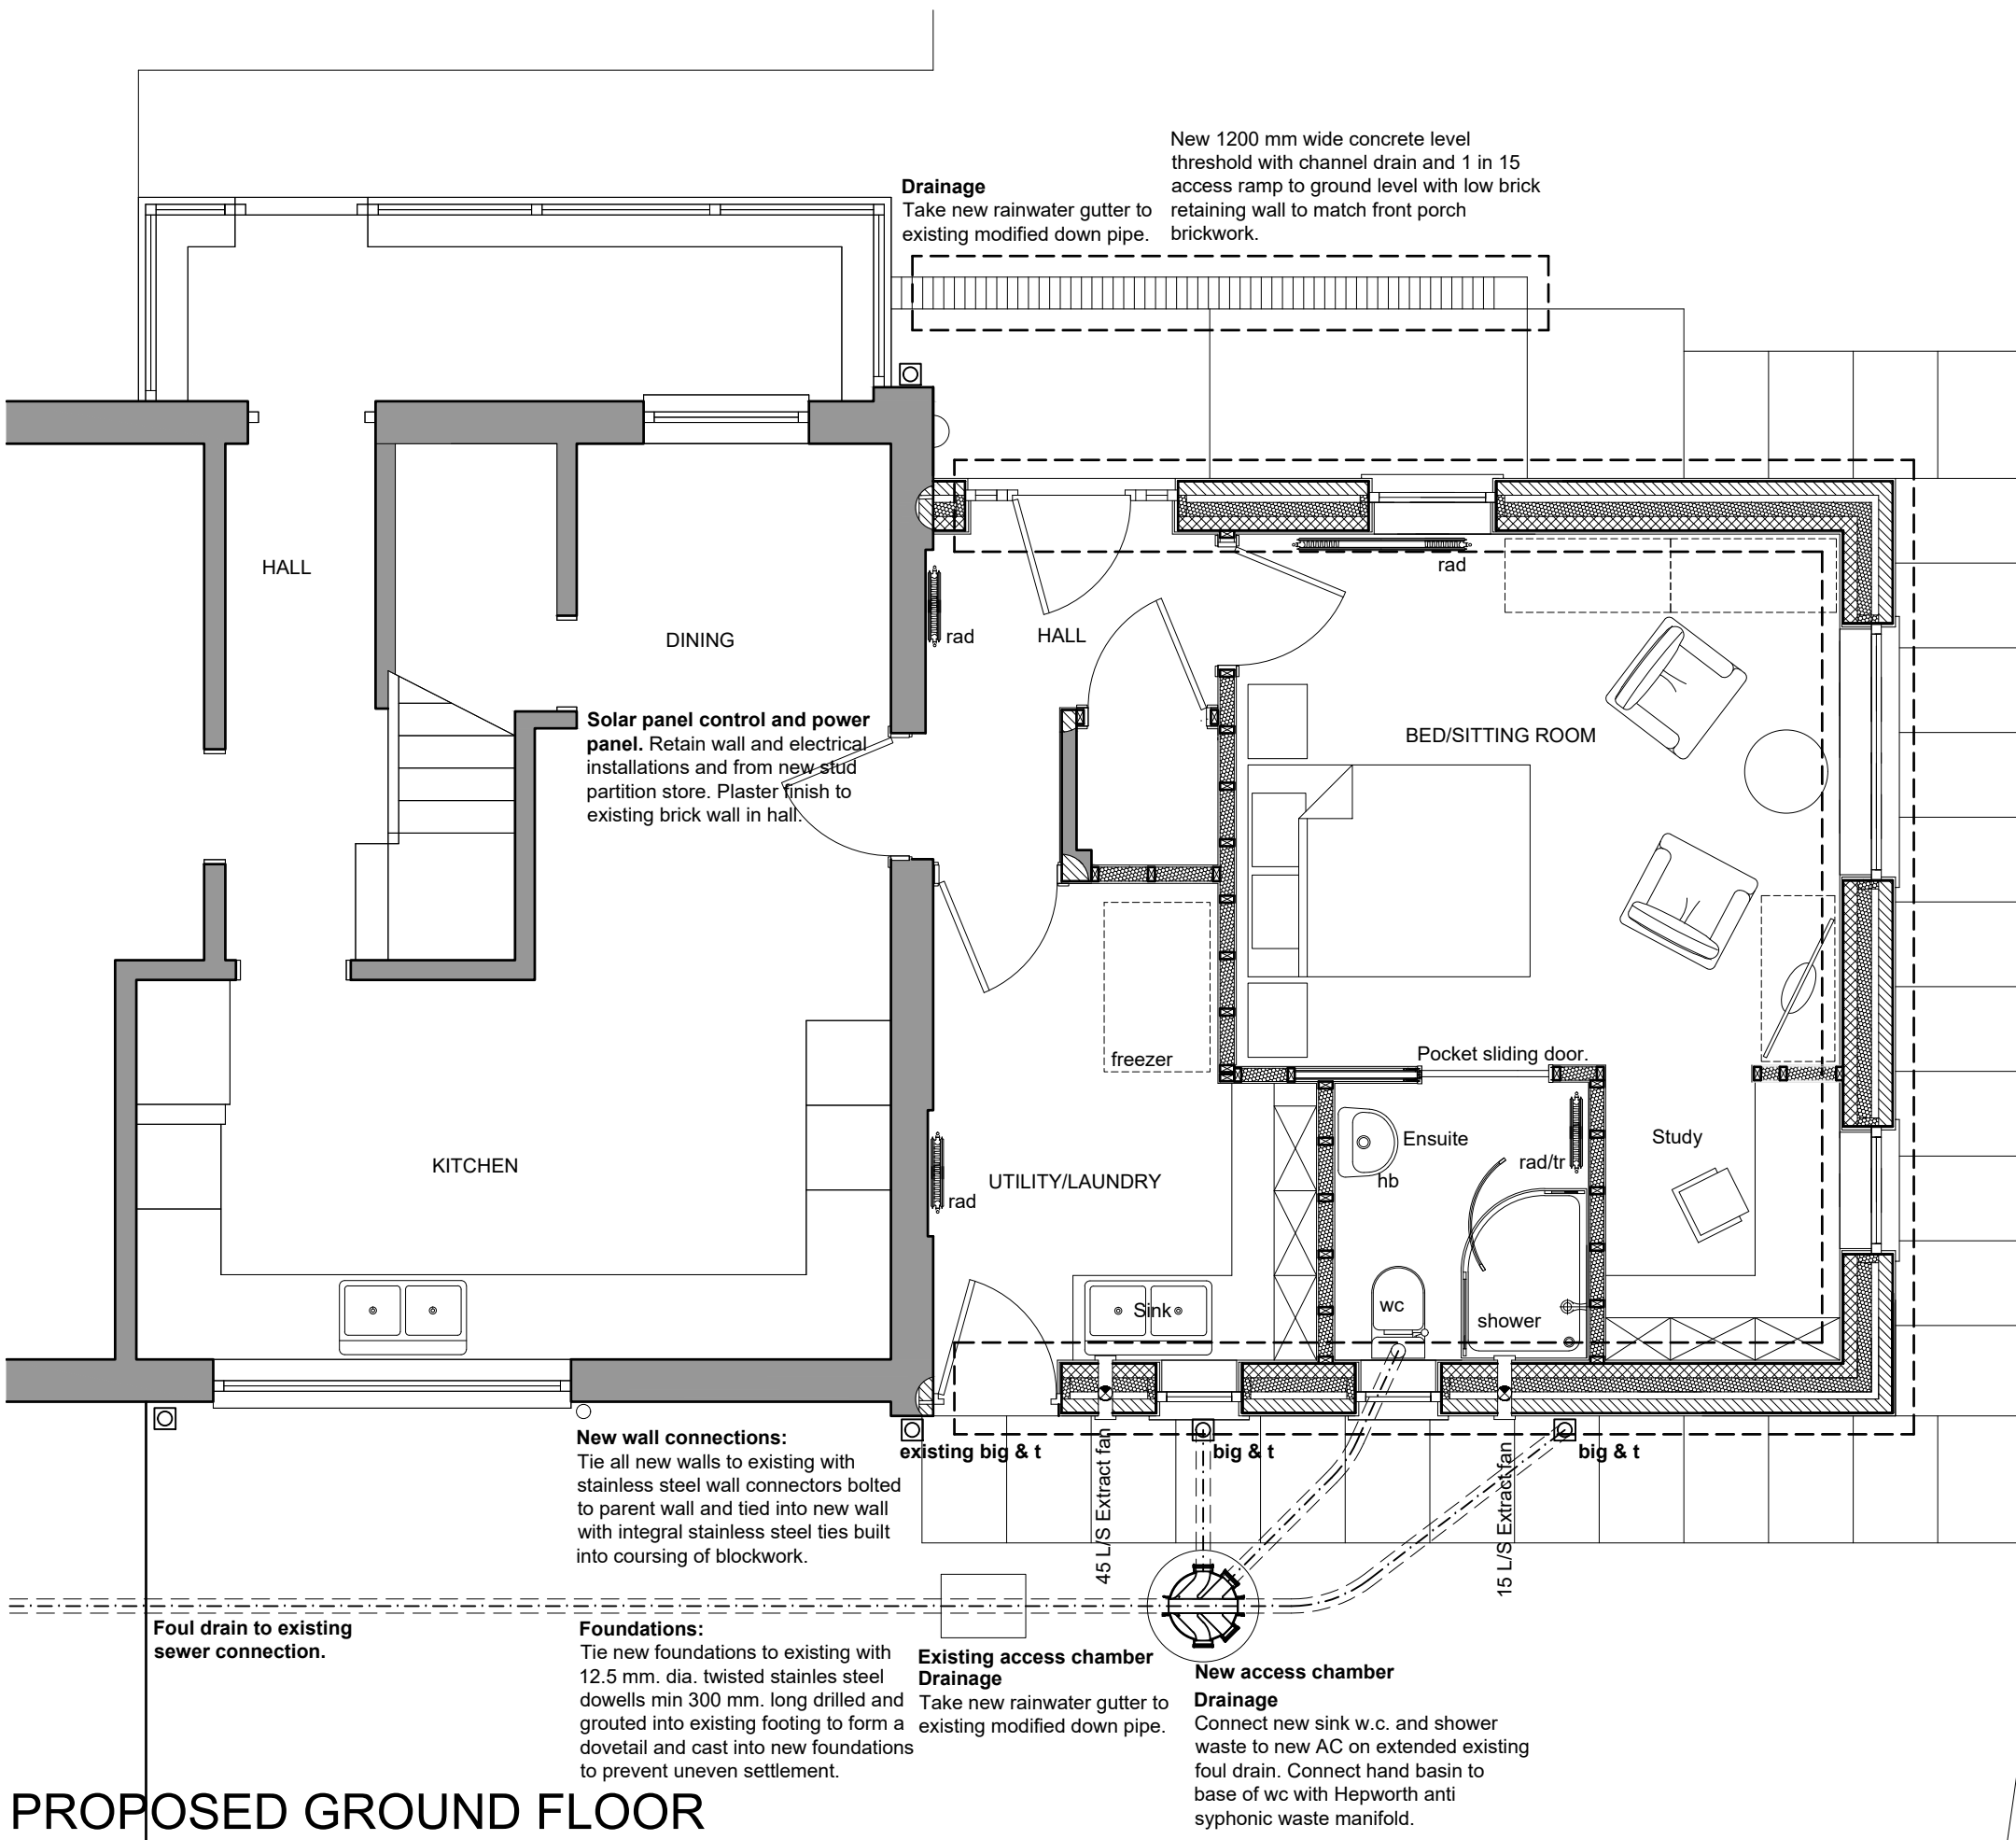 New 1200 mm wide concrete level
threshold with channel drain and 1 in 15
access ramp to ground level with low brick
retaining wall to match front porch
brickwork.
Drainage
Take new rainwater gutter to
existing modified down pipe.
HALL
DINING
rad
HALL
rad
BED/SITTING ROOM
Solar panel control and power
panel. Retain wall and electrical
installations and from new stud
partition store. Plaster finish to
existing brick wall in hall.
freezer
Pocket sliding door.
KITCHEN
UTILITY/LAUNDRY
rad
Ensuite
hb
rad/tr
Study
Sink
wc
shower
existing big & t
big & t
big & t
45 L/S Extract fan
15 L/S Extract fan
New wall connections:
Tie all new walls to existing with
stainless steel wall connectors bolted
to parent wall and tied into new wall
with integral stainless steel ties built
into coursing of blockwork.
Foul drain to existing
sewer connection.
Foundations:
Tie new foundations to existing with
12.5 mm. dia. twisted stainles steel
dowells min 300 mm. long drilled and
grouted into existing footing to form a
dovetail and cast into new foundations
to prevent uneven settlement.
Existing access chamber
Drainage
Take new rainwater gutter to
existing modified down pipe.
New access chamber
Drainage
Connect new sink w.c. and shower
waste to new AC on extended existing
foul drain. Connect hand basin to
base of wc with Hepworth anti
syphonic waste manifold.
PROPOSED GROUND FLOOR